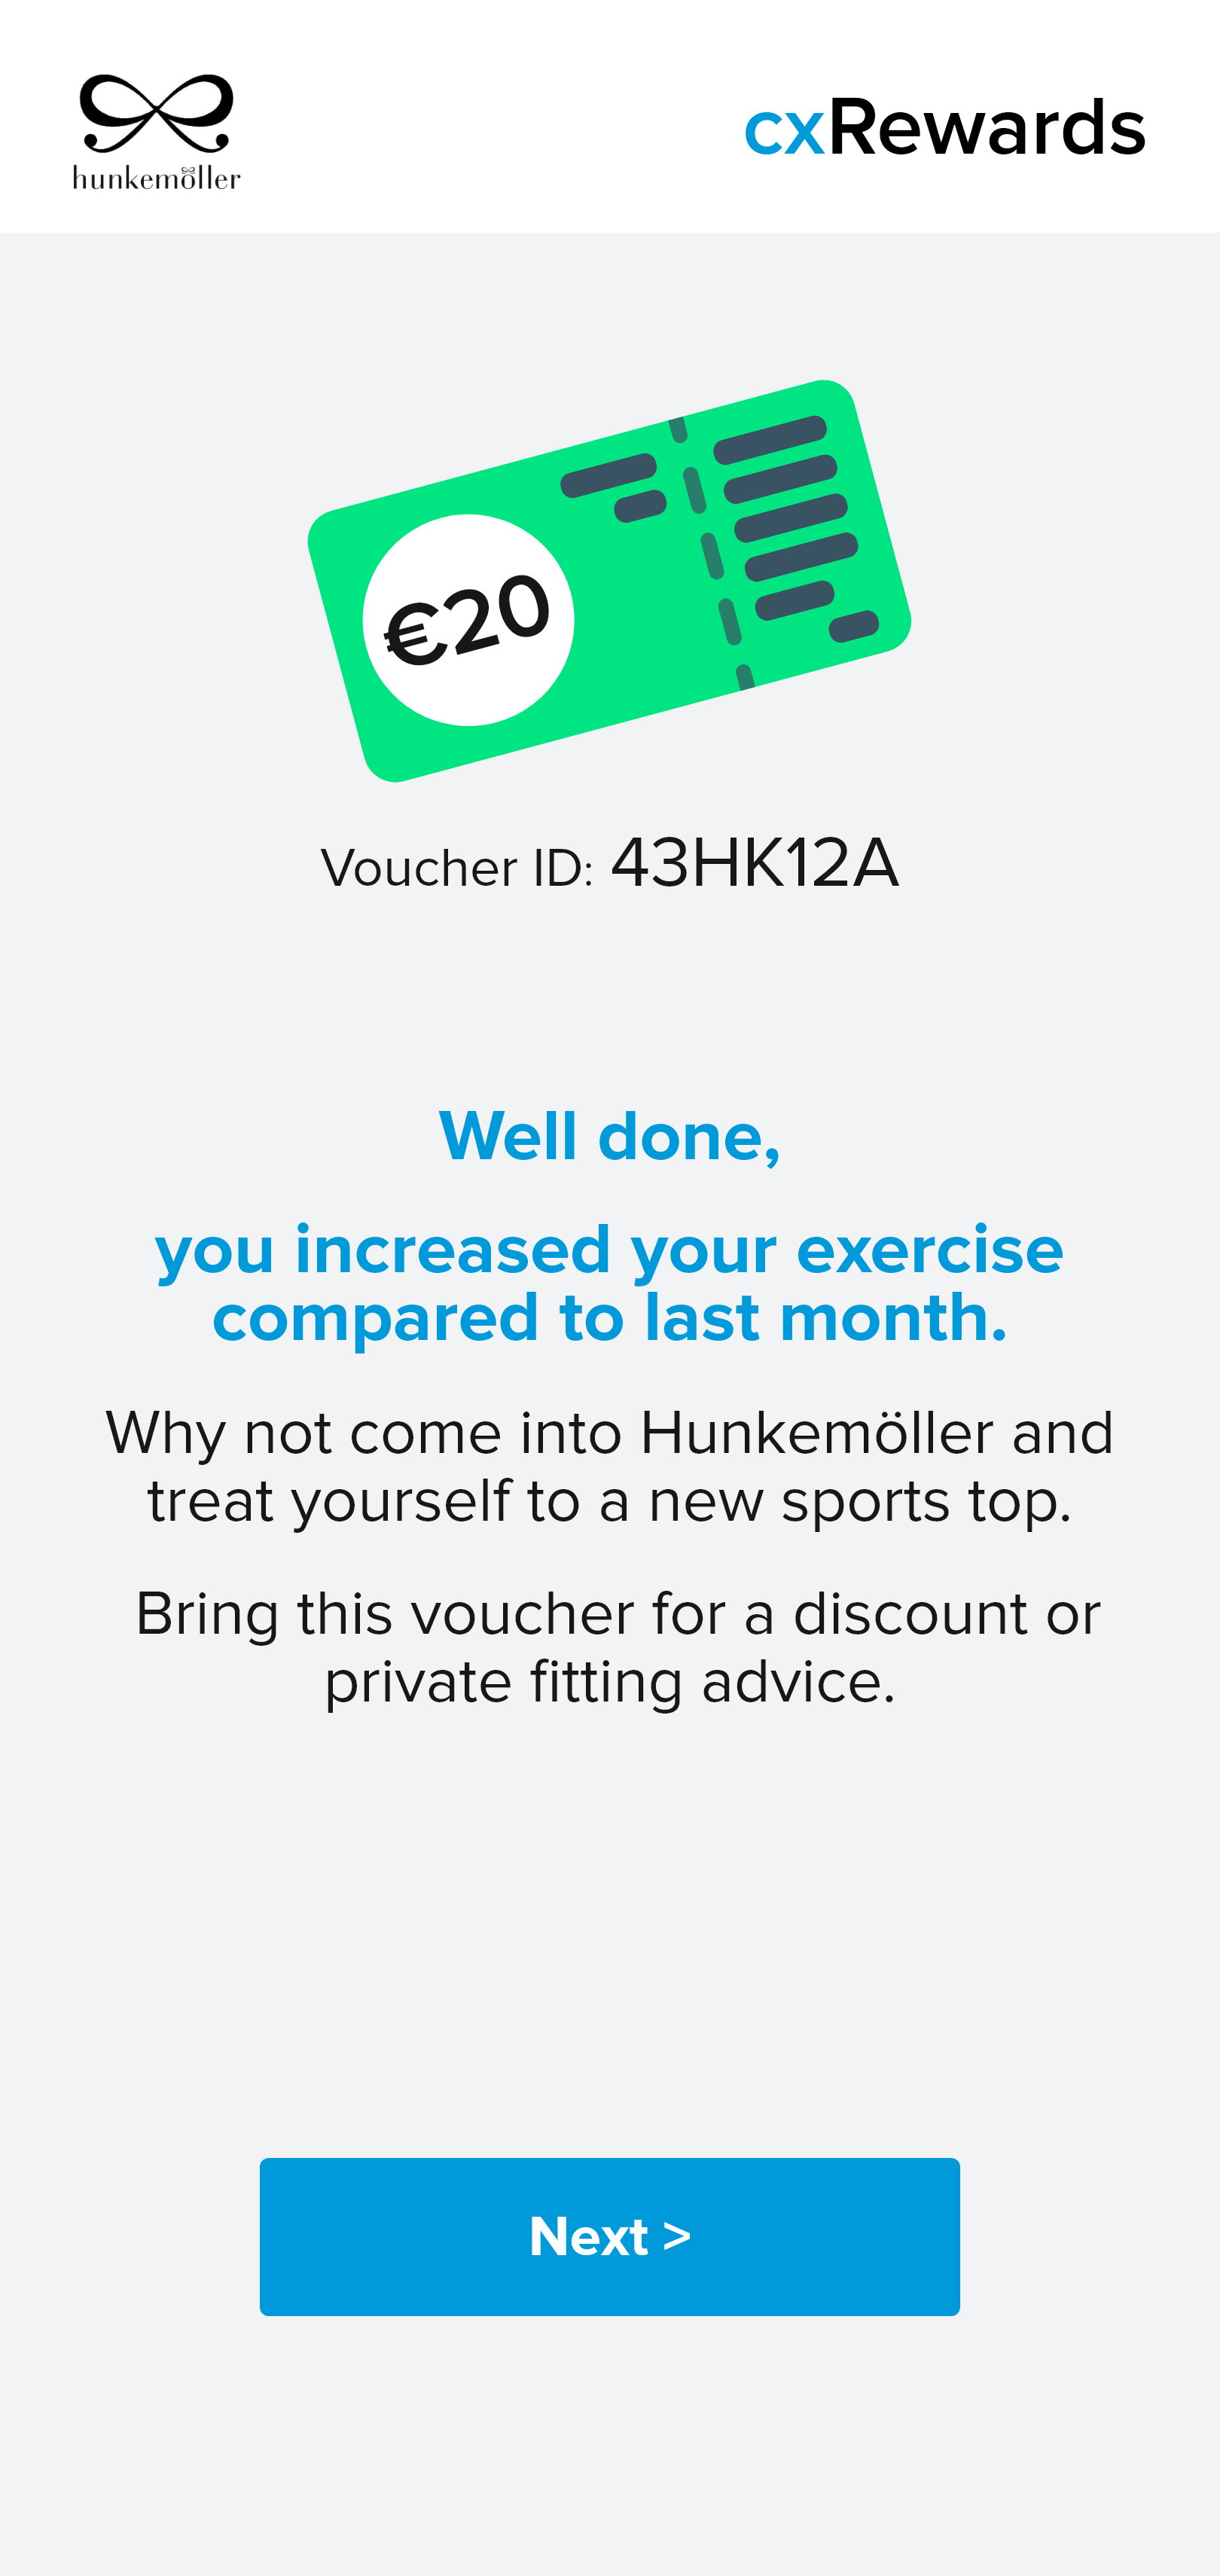 hunkemöller
cxRewards
€20
Voucher ID: 43HK12A
Well done,
you increased your exercise
compared to last month.
Why not come into Hunkemöller and
treat yourself to a new sports top.
Bring this voucher for a discount or
private fitting advice.
Next >